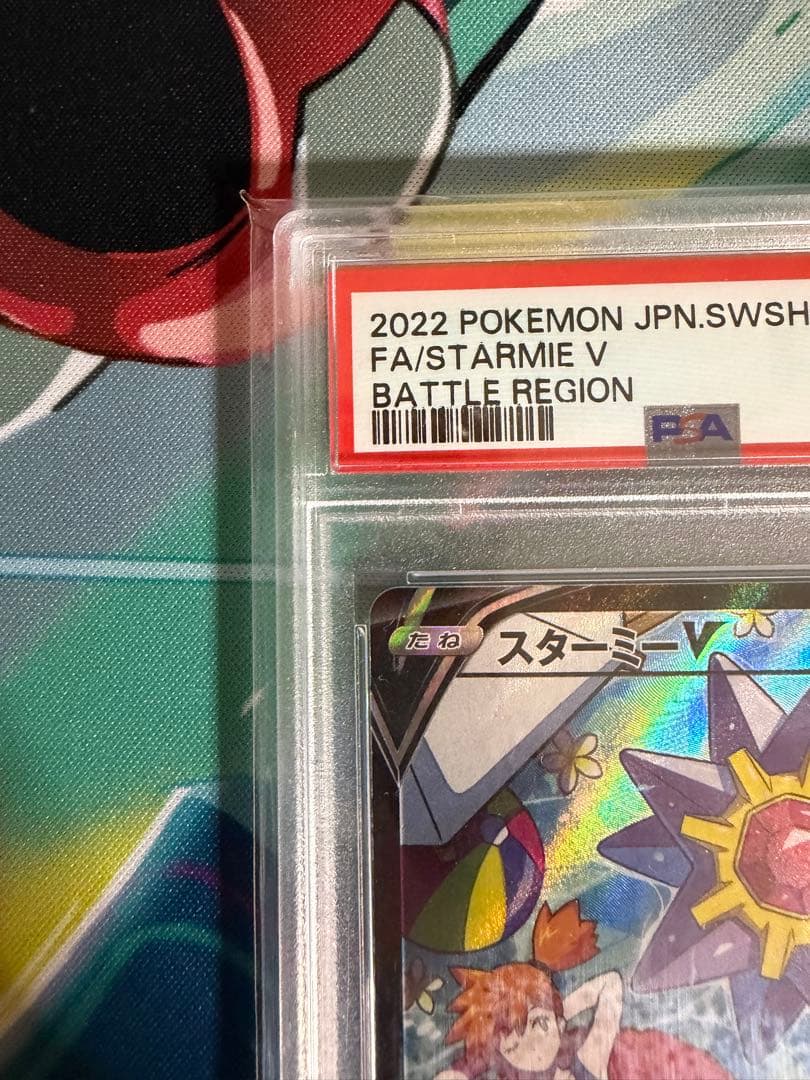 2022 POKEMON JPN.SWSH
FA/STARMIE V
BATTLE REGION
PSA
たね スターミーV